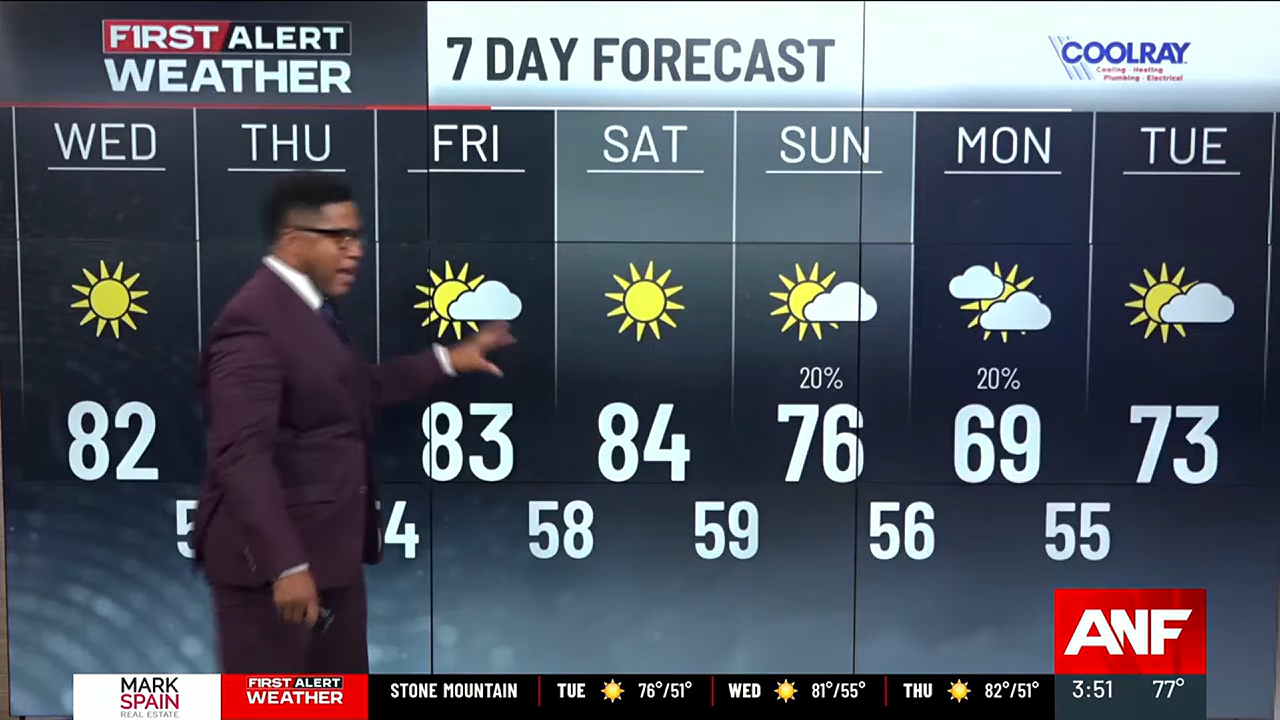 FIRST ALERT
WEATHER
7 DAY FORECAST
COOLRAY
Cooling · Heating
Plumbing · Electrical
WED THU FRI SAT SUN MON TUE
20% 20%
82 83 84 76 69 73
58 59 56 55
ANF
MARK
SPAIN
REAL ESTATE
FIRST ALERT
WEATHER
STONE MOUNTAIN TUE 76°/51° WED 81°/55° THU 82°/51°
3:51 77°